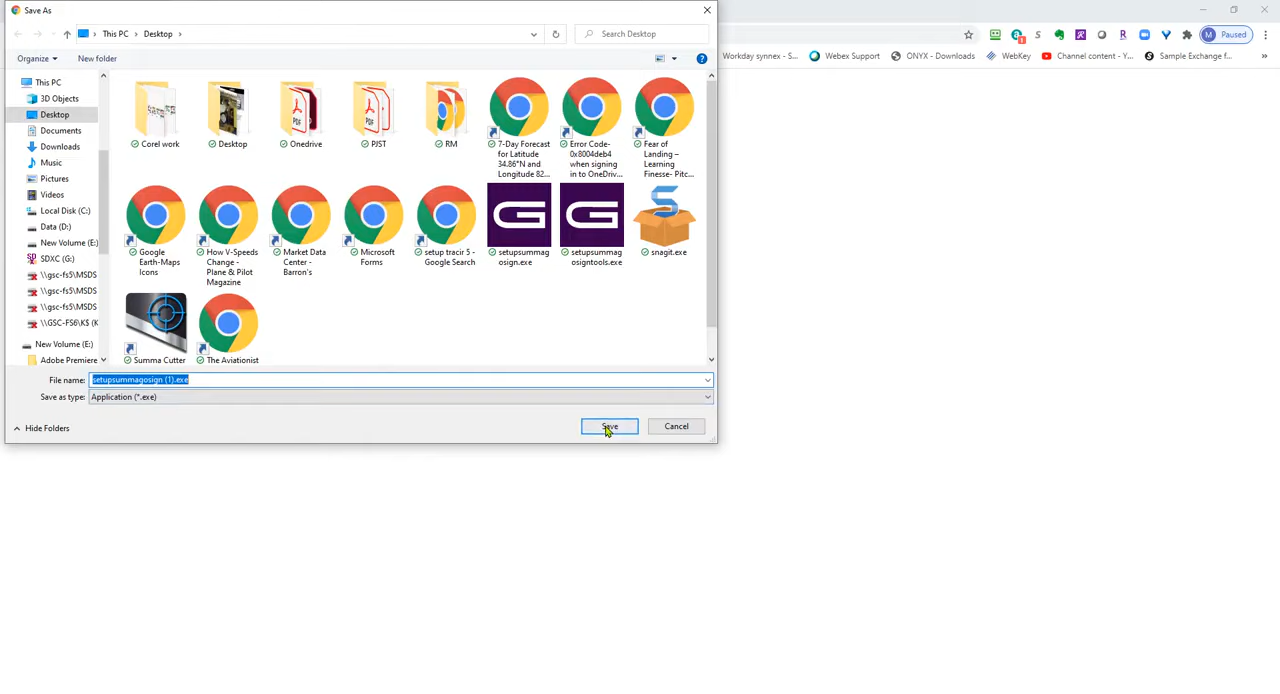 Save As
This PC
Desktop
Search Desktop
Paused
M
Workday synnex - S...
Webex Support
ONYX - Downloads
WebKey
Channel content - Y...
Sample Exchange f...
»
Organize
New folder
This PC
3D Objects
Desktop
Documents
Downloads
Music
Pictures
Videos
Local Disk (C:)
Data (D:)
New Volume (E:)
SDXC (G:)
\\gsc-fs5\MSDS
\\gsc-fs5\MSDS
\\gsc-fs5\MSDS
\\GSC-FS6\K$ (K
New Volume (E:)
Adobe Premiere
Corel work
Desktop
Onedrive
PJST
RM
7-Day Forecast
for Latitude
34.86°N and
Longitude 82...
Error Code-
0x8004deb4
when signing
in to OneDriv...
Fear of
Landing –
Learning
Finesse- Pitc...
Google
Earth-Maps
Icons
How V-Speeds
Change -
Plane & Pilot
Magazine
Market Data
Center -
Barron's
Microsoft
Forms
setup tracir 5 -
Google Search
setupsummag
osign.exe
setupsummag
osigntools.exe
snagit.exe
Summa Cutter
The Aviationist
File name:
setupsummagosign (1).exe
Save as type:
Application (*.exe)
Hide Folders
Save
Cancel